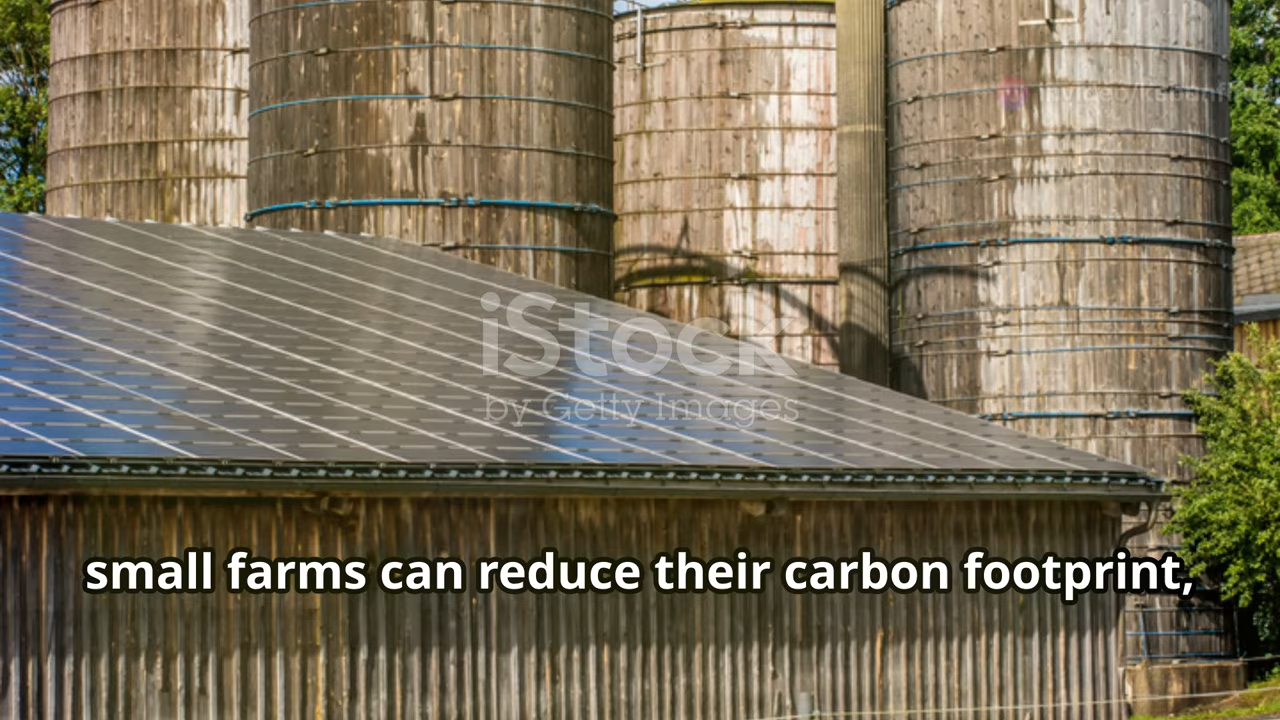 iStock
by Getty Images
small farms can reduce their carbon footprint,